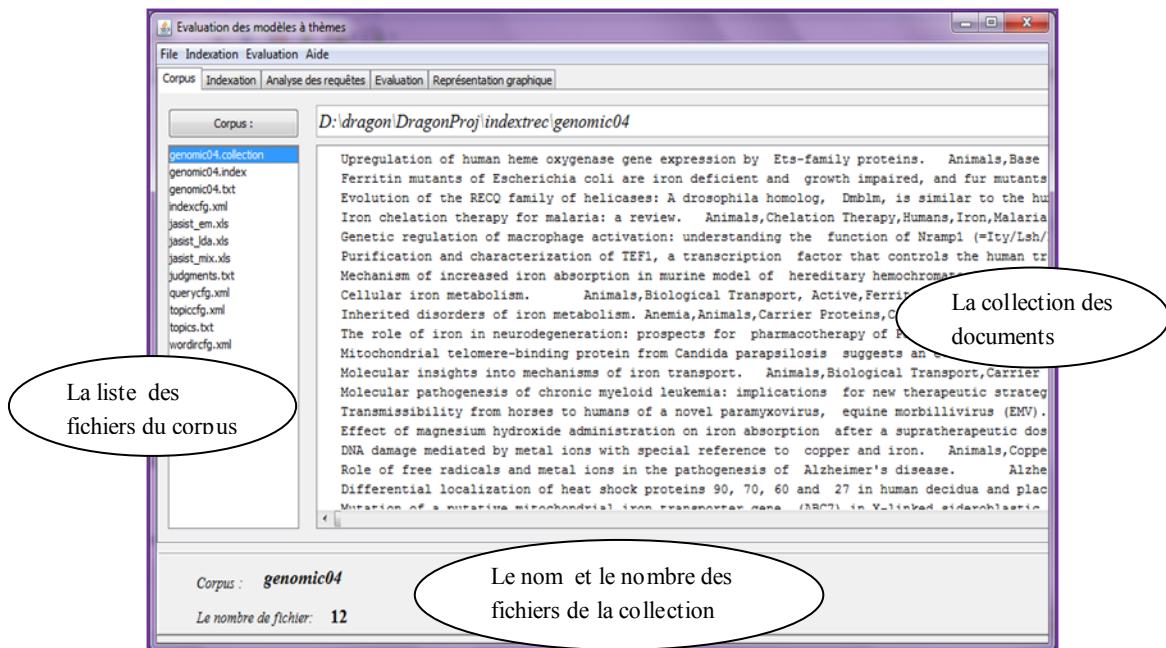 Evaluation des modèles à thèmes
File Indexation Evaluation Aide
Corpus Indexation Analyse des requêtes Evaluation Représentation graphique
Corpus :
D:\dragon\DragonProj\indextrec\genomic04
genomic04.collection
genomic04.index
genomic04.txt
indexcfg.xml
jasist_em.xls
jasist_lda.xls
jasist_mix.xls
judgments.txt
querycfg.xml
topiccfg.xml
topics.txt
wordircfg.xml
Upregulation of human heme oxygenase gene expression by Ets-family proteins. Animals,Base
Ferritin mutants of Escherichia coli are iron deficient and growth impaired, and fur mutants
Evolution of the RECQ family of helicases: A drosophila homolog, Dmblm, is similar to the hu
Iron chelation therapy for malaria: a review. Animals,Chelation Therapy,Humans,Iron,Malaria
Genetic regulation of macrophage activation: understanding the function of Nramp1 (=Ity/Lsh/
Purification and characterization of TEF1, a transcription factor that controls the human tr
Mechanism of increased iron absorption in murine model of hereditary hemochromat
Cellular iron metabolism. Animals,Biological Transport, Active,Ferrit
Inherited disorders of iron metabolism. Anemia,Animals,Carrier Proteins,C
The role of iron in neurodegeneration: prospects for pharmacotherapy of
Mitochondrial telomere-binding protein from Candida parapsilosis suggests an
Molecular insights into mechanisms of iron transport. Animals,Biological Transport,Carrier
Molecular pathogenesis of chronic myeloid leukemia: implications for new therapeutic strateg
Transmissibility from horses to humans of a novel paramyxovirus, equine morbillivirus (EMV).
Effect of magnesium hydroxide administration on iron absorption after a supratherapeutic dos
DNA damage mediated by metal ions with special reference to copper and iron. Animals,Coppe
Role of free radicals and metal ions in the pathogenesis of Alzheimer's disease. Alzhe
Differential localization of heat shock proteins 90, 70, 60 and 27 in human decidua and plac
Mutation of a putative mitochondrial iron transporter gene (ABC7) in X-linked sideroblastic
La collection des
documents
La liste des
fichiers du corpus
Corpus : genomic04
Le nombre de fichier: 12
Le nom et le nombre des
fichiers de la collection